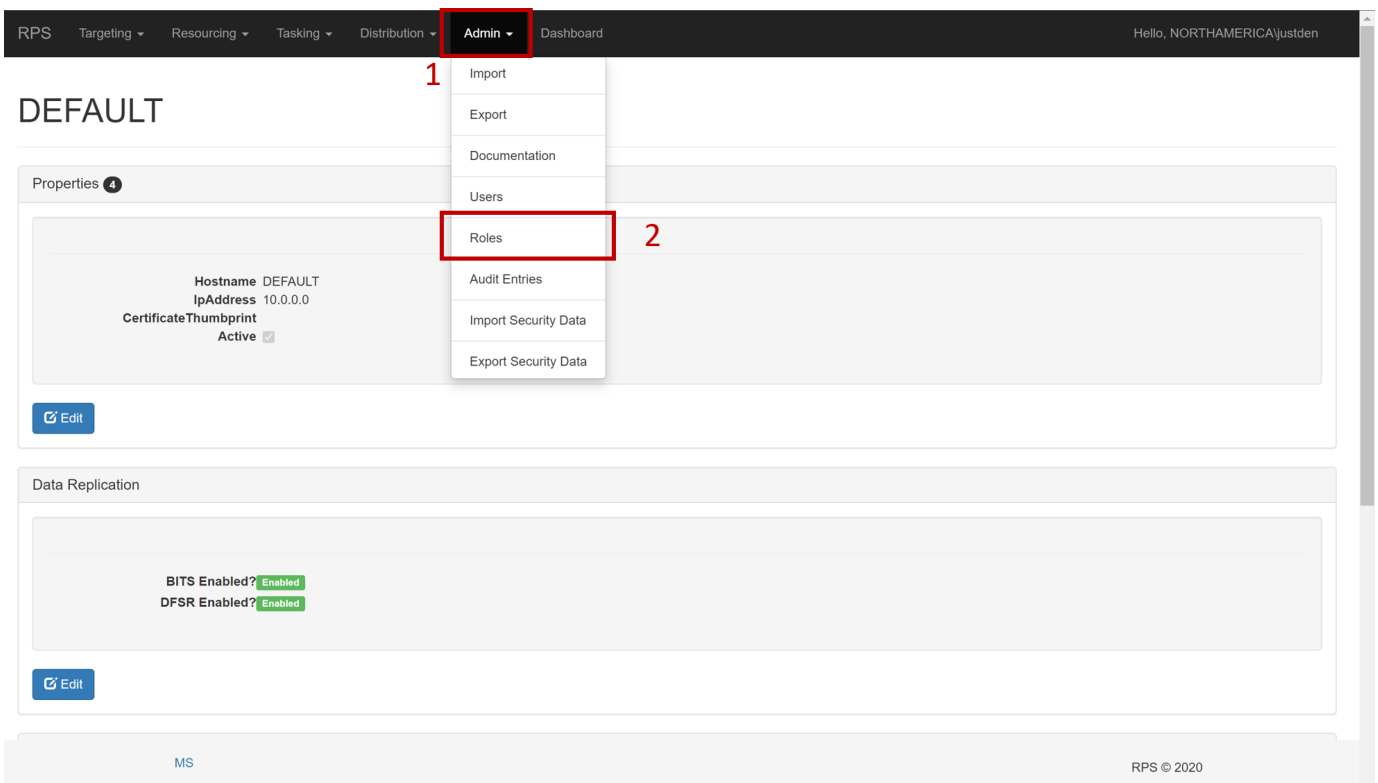 RPS Targeting Resourcing Tasking Distribution Admin Dashboard Hello, NORTHAMERICA\justden
1
Import
Export
Documentation
Users
Roles
2
Audit Entries
Import Security Data
Export Security Data
DEFAULT
Properties 4
Hostname DEFAULT
IpAddress 10.0.0.0
CertificateThumbprint
Active
Edit
Data Replication
BITS Enabled? Enabled
DFSR Enabled? Enabled
Edit
MS RPS © 2020